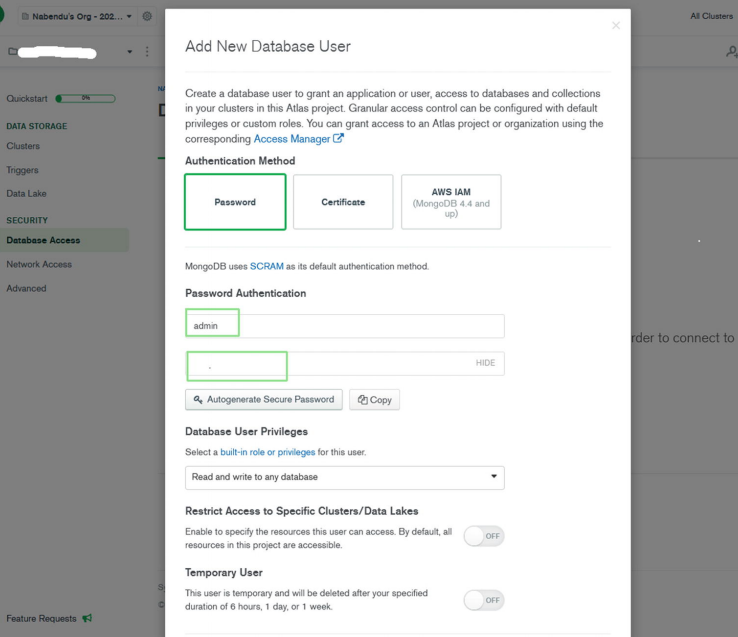 Nabendu's Org - 202...
All Clusters
Add New Database User
Create a database user to grant an application or user, access to databases and collections
in your clusters in this Atlas project. Granular access control can be configured with default
privileges or custom roles. You can grant access to an Atlas project or organization using the
corresponding Access Manager
Quickstart 0%
DATA STORAGE
Clusters
Triggers
Data Lake
SECURITY
Database Access
Network Access
Advanced
Authentication Method
Password
Certificate
AWS IAM
(MongoDB 4.4 and
up)
MongoDB uses SCRAM as its default authentication method.
Password Authentication
admin
HIDE
Autogenerate Secure Password
Copy
Database User Privileges
Select a built-in role or privileges for this user.
Read and write to any database
Restrict Access to Specific Clusters/Data Lakes
Enable to specify the resources this user can access. By default, all
resources in this project are accessible.
OFF
Temporary User
This user is temporary and will be deleted after your specified
duration of 6 hours, 1 day, or 1 week.
OFF
rder to connect to
Feature Requests